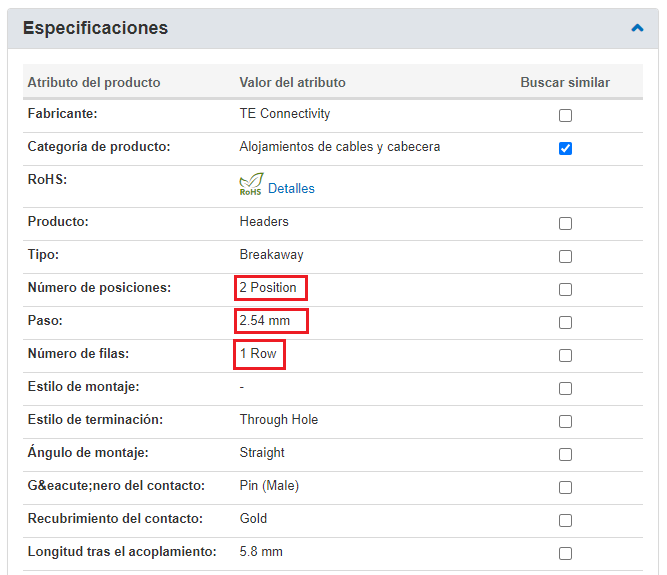 Especificaciones
Atributo del producto Valor del atributo Buscar similar
Fabricante: TE Connectivity
Categoría de producto: Alojamientos de cables y cabecera
RoHS: RoHS Detalles
Producto: Headers
Tipo: Breakaway
Número de posiciones: 2 Position
Paso: 2.54 mm
Número de filas: 1 Row
Estilo de montaje: -
Estilo de terminación: Through Hole
Ángulo de montaje: Straight
G&eacute;nero del contacto: Pin (Male)
Recubrimiento del contacto: Gold
Longitud tras el acoplamiento: 5.8 mm